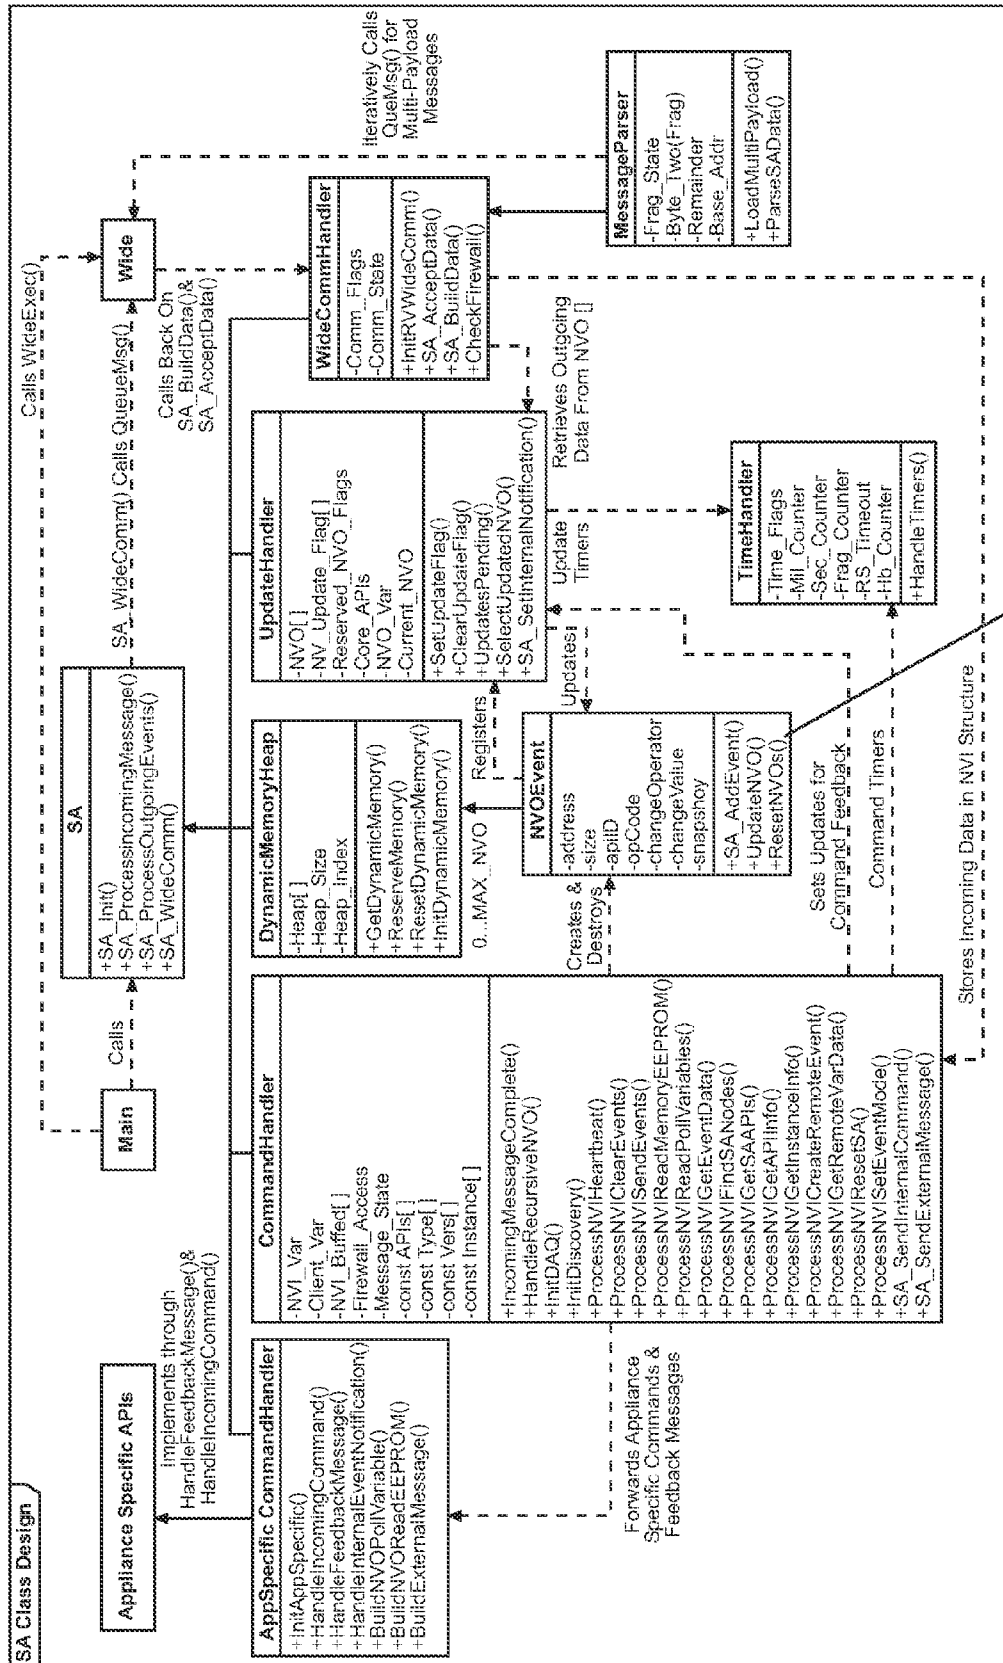 SA Class Design
Appliance Specific APIs
Implements through
HandleFeedbackMessage()&
HandleIncomingCommand()
Main
Calls
Calls WideExec()
SA
+SA_Init()
+SA_ProcessIncomingMessage()
+SA_ProcessOutgoingEvents()
+SA_WideComm()
SA_WideComm() Calls QueueMsg()
Wide
Calls Back On
SA_BuildData()&
SA_AcceptData()
Iteratively Calls
QueMsg() for
Multi-Payload
Messages
AppSpecific CommandHandler
+InitAppSpecific()
+HandleIncomingCommand()
+HandleFeedbackMessage()
+HandleInternalEventNotification()
+BuildNVOPollVariable()
+BuildNVOReadEEPROM()
+BuildExternalMessage()
CommandHandler
-NVI_Var
-Client_Var
-NVI_Buffed[ ]
-Firewall_Access
-Message_State
-const APIs[ ]
-const Type[ ]
-const Vers[ ]
-const Instance[ ]
+IncomingMessageComplete()
+HandleRecursiveNVO()
+InitDAQ()
+InitDiscovery()
+ProcessNVIHeartbeat()
+ProcessNVIClearEvents()
+ProcessNVISendEvents()
+ProcessNVIReadMemoryEEPROM()
+ProcessNVIReadPollVariables()
+ProcessNVIGetEventData()
+ProcessNVIFindSANodes()
+ProcessNVIGetSAAPIs()
+ProcessNVIGetAPIInfo()
+ProcessNVIGetInstanceInfo()
+ProcessNVICreateRemoteEvent()
+ProcessNVIGetRemoteVarData()
+ProcessNVIResetSA()
+ProcessNVISetEventMode()
+SA_SendInternalCommand()
+SA_SendExternalMessage()
DynamicMemoryHeap
-Heap[ ]
-Heap_Size
-Heap_Index
+GetDynamicMemory()
+ReserveMemory()
+ResetDynamicMemory()
+InitDynamicMemory()
UpdateHandler
-NVO[ ]
-NV_Update_Flag[ ]
-Reserved_NVO_Flags
-Core_APIs
-NVO_Var
-Current_NVO
+SetUpdateFlag()
+ClearUpdateFlag()
+UpdatesPending()
+SelectUpdatedNVO()
+SA_SetInternalNotification()
WideCommHandler
-Comm_Flags
-Comm_State
+InitRVWideComm()
+SA_AcceptData()
+SA_BuildData()
+CheckFirewall()
MessageParser
-Frag_State
-Byte_Two(Frag)
-Remainder
-Base_Addr
+LoadMultiPayload()
+ParseSAData()
0...MAX_NVO
Registers
Updates
Update
Timers
Retrieves Outgoing
Data From NVO []
Creates &
Destroys
NVOEvent
-address
-size
-apiID
-opCode
-changeOperator
-changeValue
-snapshoy
+SA_AddEvent()
+UpdateNVO()
+ResetNVOs()
TimeHandler
-Time_Flags
-Mil_Counter
-Sec_Counter
-Frag_Counter
-RS_Timeout
-Hb_Counter
+HandleTimers()
Forwards Appliance
Specific Commands &
Feedback Messages
Sets Updates for
Command Feedback
Command Timers
Stores Incoming Data in NVI Structure